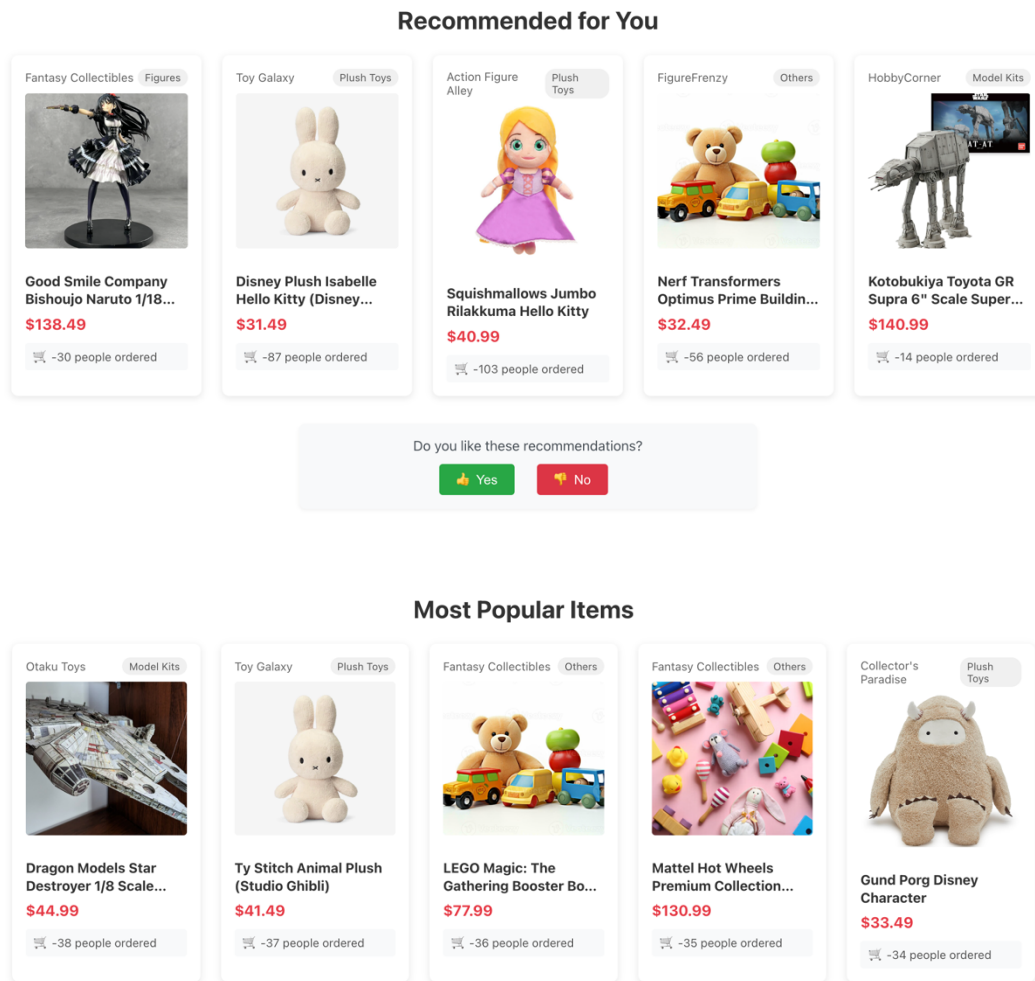 Recommended for You
Fantasy Collectibles Figures
Good Smile Company
Bishoujo Naruto 1/18...
$138.49
-30 people ordered
Toy Galaxy Plush Toys
Disney Plush Isabelle
Hello Kitty (Disney...
$31.49
-87 people ordered
Action Figure
Alley
Plush
Toys
Squishmallows Jumbo
Rilakkuma Hello Kitty
$40.99
-103 people ordered
FigureFrenzy Others
Nerf Transformers
Optimus Prime Buildin...
$32.49
-56 people ordered
HobbyCorner Model Kits
STAR
WARS
AT-AT
Kotobukiya Toyota GR
Supra 6" Scale Super...
$140.99
-14 people ordered
Do you like these recommendations?
Yes No
Most Popular Items
Otaku Toys Model Kits
Dragon Models Star
Destroyer 1/8 Scale...
$44.99
-38 people ordered
Toy Galaxy Plush Toys
Ty Stitch Animal Plush
(Studio Ghibli)
$41.49
-37 people ordered
Fantasy Collectibles Others
LEGO Magic: The
Gathering Booster Bo...
$77.99
-36 people ordered
Fantasy Collectibles Others
Mattel Hot Wheels
Premium Collection...
$130.99
-35 people ordered
Collector's
Paradise
Plush
Toys
Gund Porg Disney
Character
$33.49
-34 people ordered